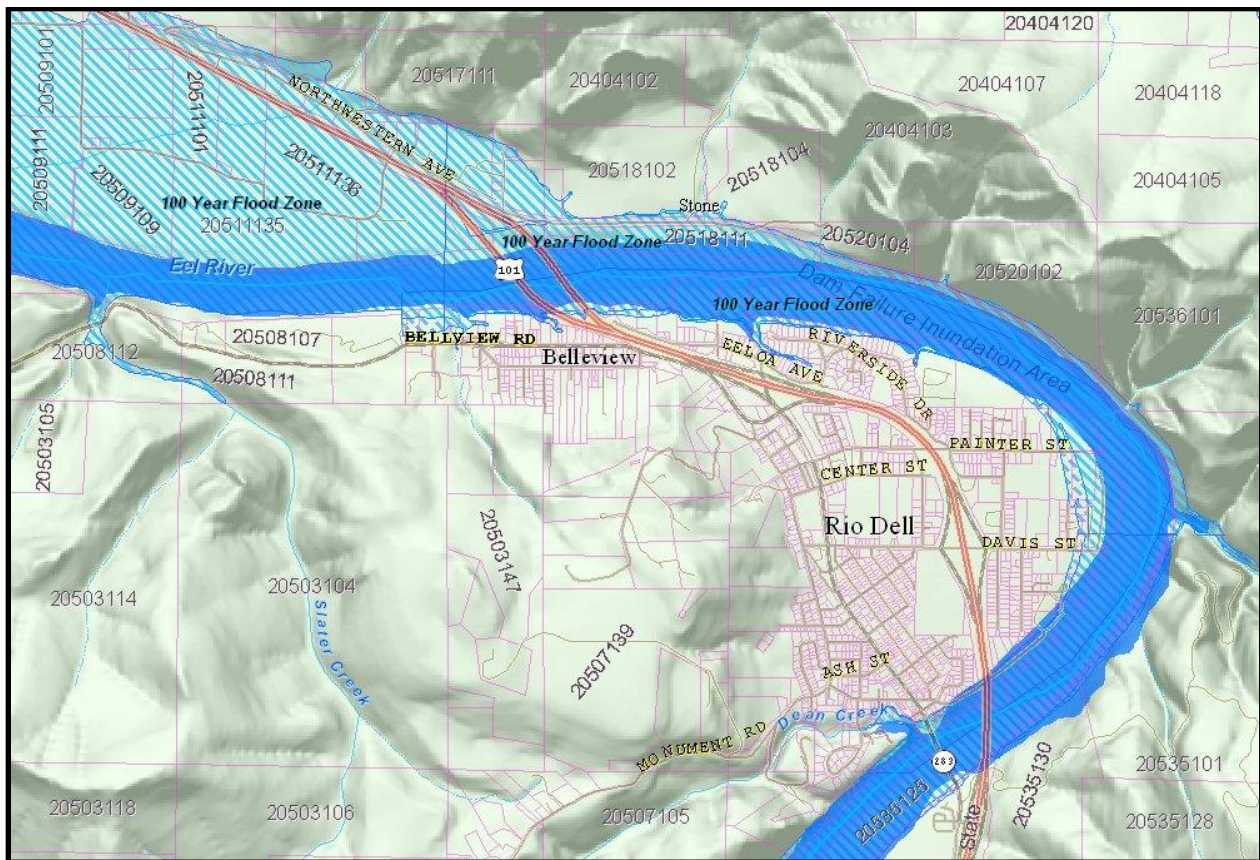 20404120
20509101
20517111
20404102
20404107
20404118
20511101
NORTHWESTERN AVE
20404103
20509111
20511136
20518102
20518104
20404105
20509109
100 Year Flood Zone
20511135
Stone
100 Year Flood Zone
20518111
20520104
Eel River
101
Dam Failure Inundation Area
20520102
100 Year Flood Zone
20536101
20508107
BELLVIEW RD
Belleview
EELOA AVE
RIVERSIDE DR
20508112
20508111
20503105
PAINTER ST
CENTER ST
Rio Dell
DAVIS ST
20503147
20503114
20503104
Slater Creek
20507139
ASH ST
Dean Creek
MONUMENT RD
283
20535101
20535130
20503118
20503106
20507105
20535125
State
20535128